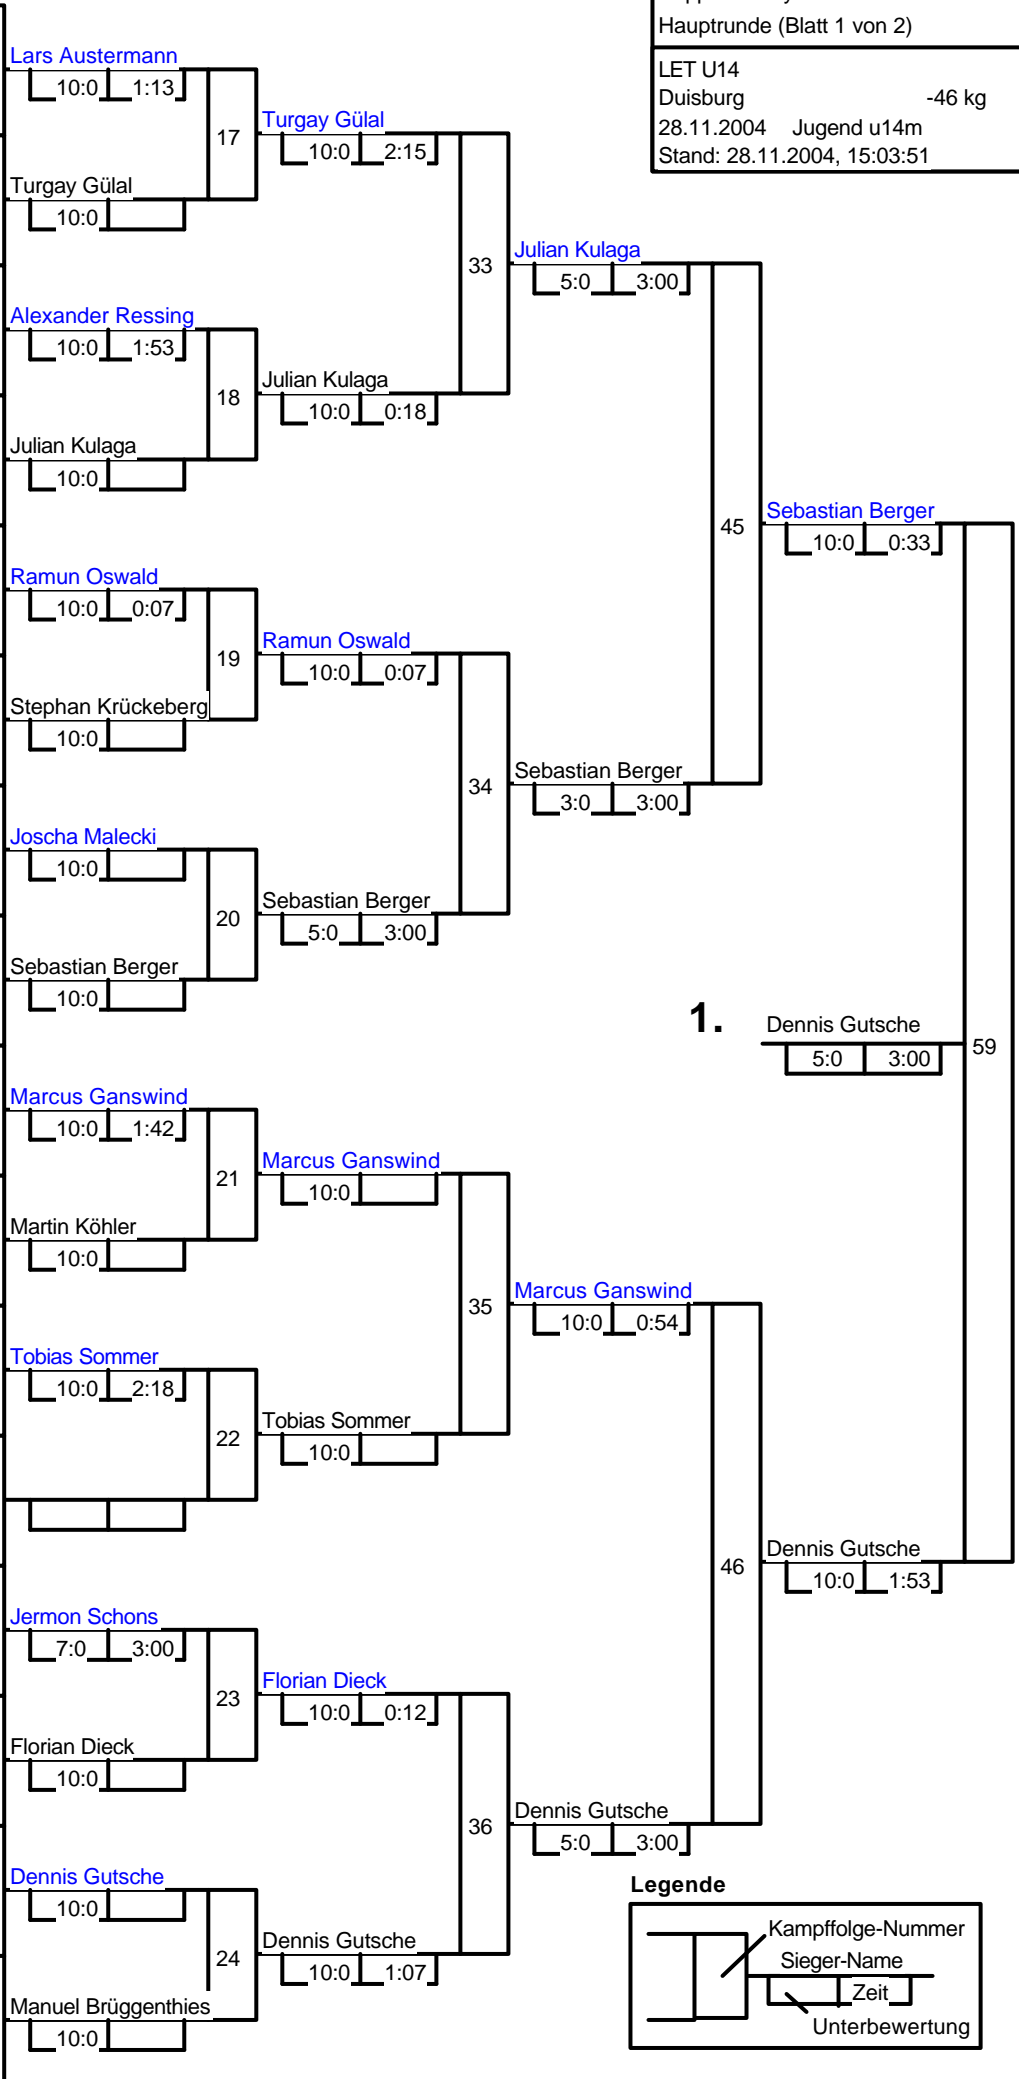 Hauptrunde (Blatt 1 von 2)
LET U14
Duisburg -46 kg
28.11.2004 Jugend u14m
Stand: 28.11.2004, 15:03:51
Lars Austermann
10:0 1:13
17
Turgay Gülal
10:0 2:15
Turgay Gülal
10:0
33
Julian Kulaga
5:0 3:00
Alexander Ressing
10:0 1:53
18
Julian Kulaga
10:0 0:18
Julian Kulaga
10:0
45
Sebastian Berger
10:0 0:33
Ramun Oswald
10:0 0:07
19
Ramun Oswald
10:0 0:07
Stephan Krückeberg
10:0
34
Sebastian Berger
3:0 3:00
Joscha Malecki
10:0
20
Sebastian Berger
5:0 3:00
Sebastian Berger
10:0
1.
Dennis Gutsche
5:0 3:00
59
Marcus Ganswind
10:0 1:42
21
Marcus Ganswind
10:0
Martin Köhler
10:0
35
Marcus Ganswind
10:0 0:54
Tobias Sommer
10:0 2:18
22
Tobias Sommer
10:0
46
Dennis Gutsche
10:0 1:53
Jermon Schons
7:0 3:00
23
Florian Dieck
10:0 0:12
Florian Dieck
10:0
36
Dennis Gutsche
5:0 3:00
Dennis Gutsche
10:0
24
Dennis Gutsche
10:0 1:07
Manuel Brüggenthies
10:0
Legende
Kampffolge-Nummer
Sieger-Name
Zeit
Unterbewertung